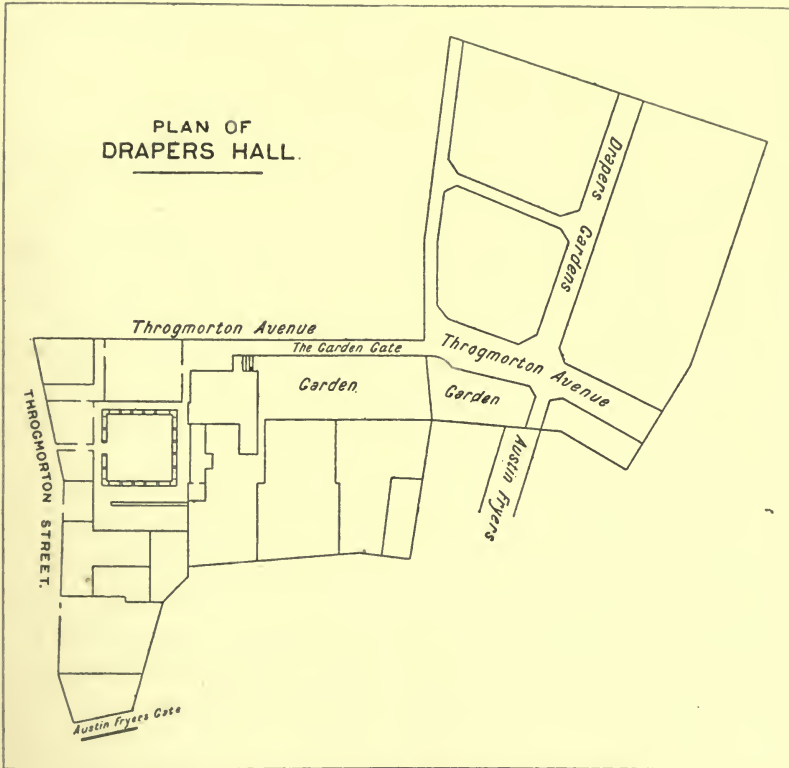 PLAN OF
DRAPERS HALL.
Drapers
Gardens
Throgmorton Avenue
The Garden Gate
Throgmorton Avenue
Garden.
Garden
THROGMORTON STREET.
Austin Fryers
Austin Fryers Gate